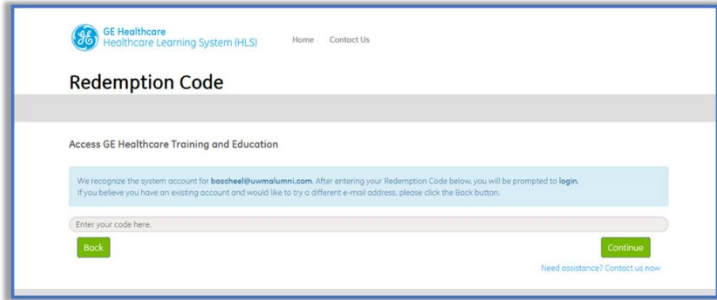 GE Healthcare
Healthcare Learning System (HLS)
Home Contact Us
Redemption Code
Access GE Healthcare Training and Education
We recognize the system account for bascheel@uwmalumni.com. After entering your Redemption Code below, you will be prompted to login.
If you believe you have an existing account and would like to try a different e-mail address, please click the Back button.
Enter your code here.
Back Continue
Need assistance? Contact us now